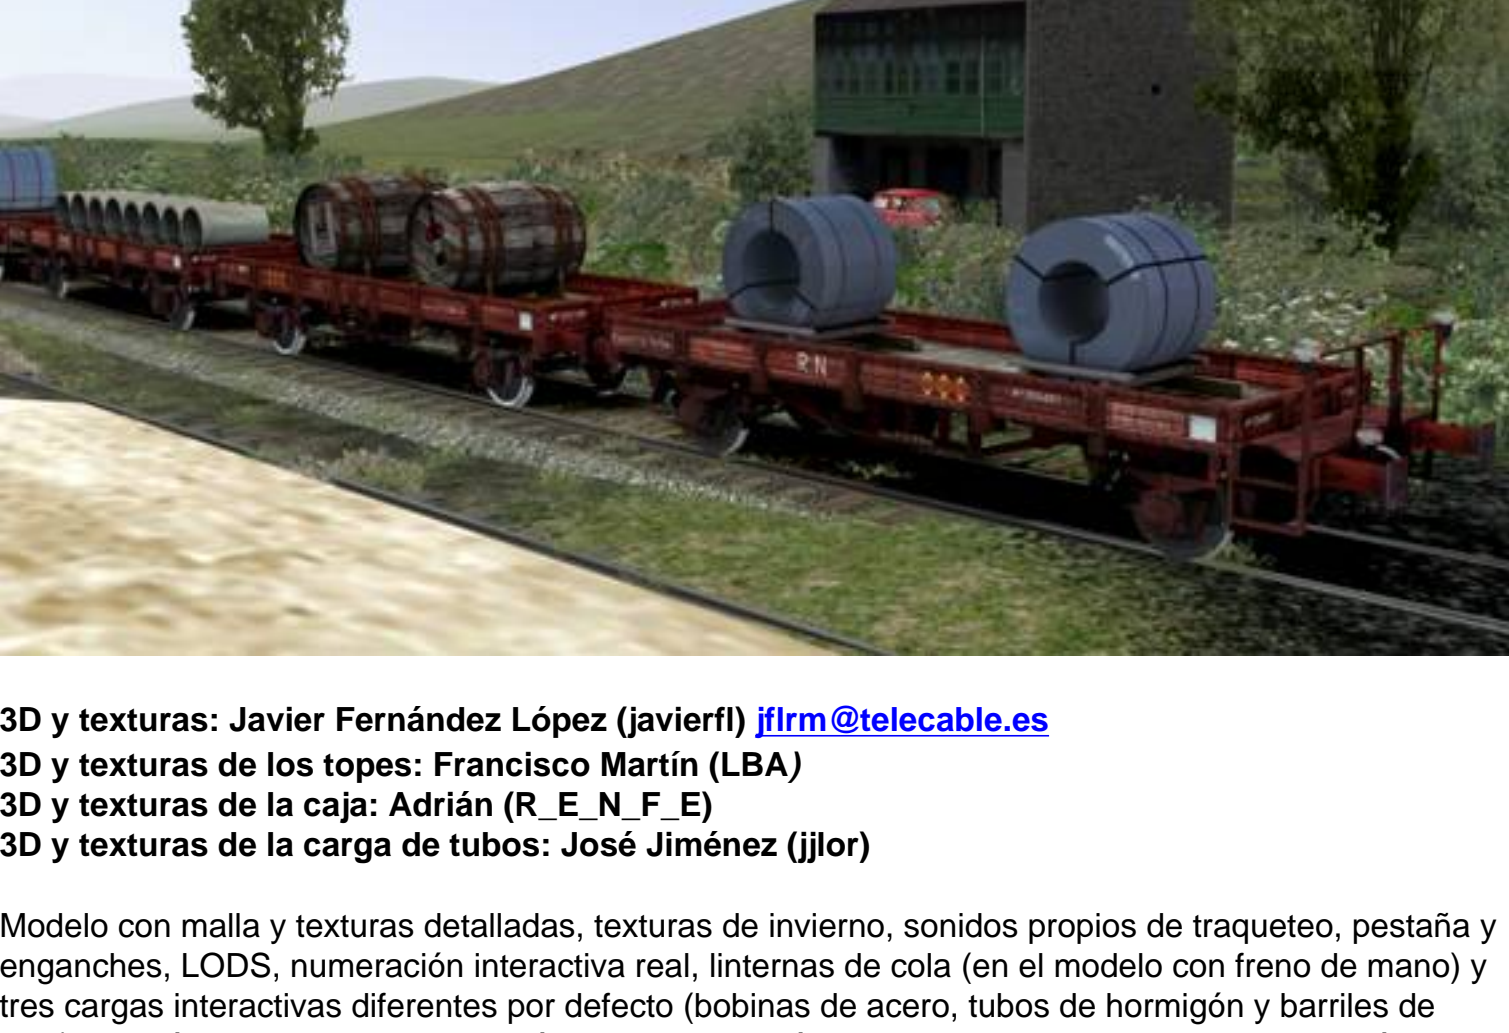 R N
3D y texturas: Javier Fernández López (javierfl) jflrm@telecable.es
3D y texturas de los topes: Francisco Martín (LBA)
3D y texturas de la caja: Adrián (R_E_N_F_E)
3D y texturas de la carga de tubos: José Jiménez (jjlor)
Modelo con malla y texturas detalladas, texturas de invierno, sonidos propios de traqueteo, pestaña y
enganches, LODS, numeración interactiva real, linternas de cola (en el modelo con freno de mano) y
tres cargas interactivas diferentes por defecto (bobinas de acero, tubos de hormigón y barriles de